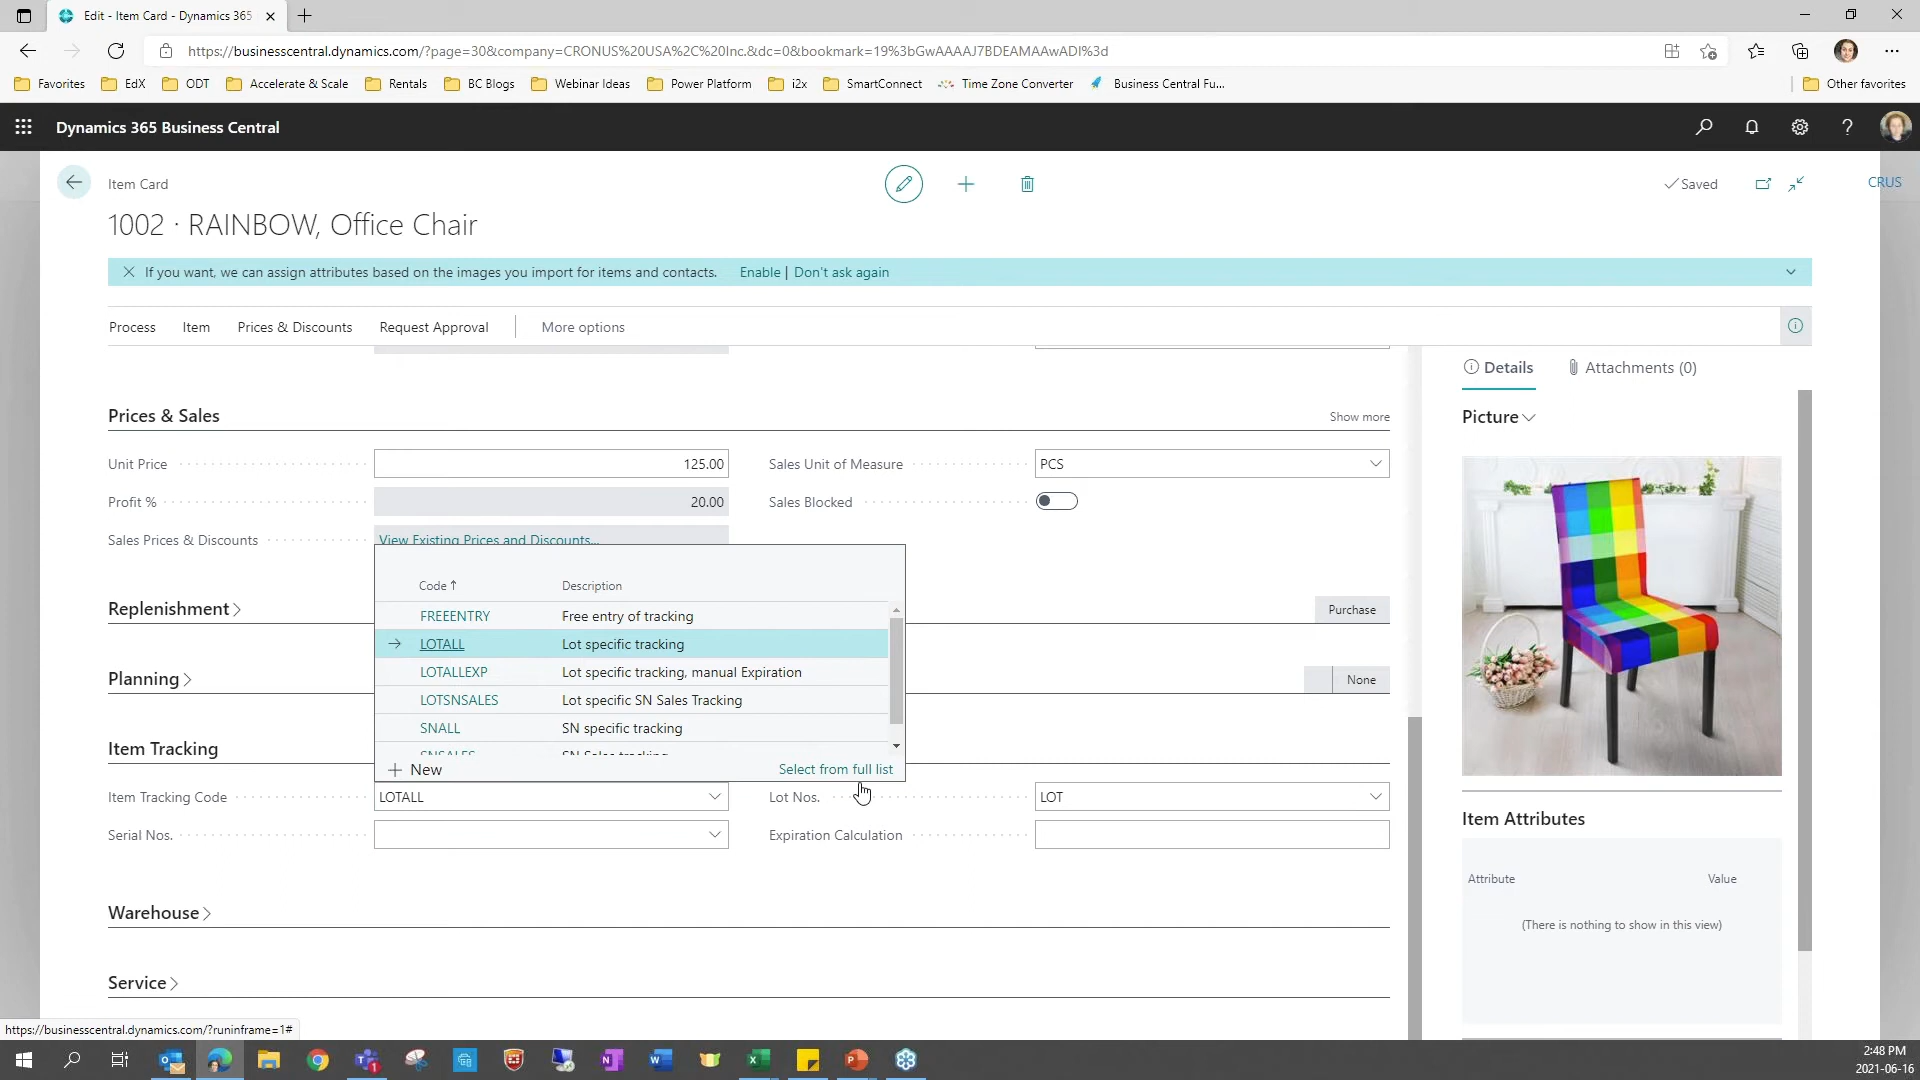 Edit - Item Card - Dynamics 365
https://businesscentral.dynamics.com/?page=30&company=CRONUS%20USA%2C%20Inc.&dc=0&bookmark=19%3bGwAAAAJ7BDEAMAAwADI%3d
Favorites EdX ODT Accelerate & Scale Rentals BC Blogs Webinar Ideas Power Platform i2x SmartConnect Time Zone Converter Business Central Fu... Other favorites
Dynamics 365 Business Central
Item Card
Saved
CRUS
1002 · RAINBOW, Office Chair
If you want, we can assign attributes based on the images you import for items and contacts. Enable | Don't ask again
Process Item Prices & Discounts Request Approval More options
Details Attachments (0)
Prices & Sales Show more
Picture
Unit Price 125.00 Sales Unit of Measure PCS
Profit % 20.00 Sales Blocked
Sales Prices & Discounts View Existing Prices and Discounts...
Code ↑ Description
FREEENTRY Free entry of tracking
Replenishment Purchase
LOTALL Lot specific tracking
LOTALLEXP Lot specific tracking, manual Expiration
Planning None
LOTSNSALES Lot specific SN Sales Tracking
SNALL SN specific tracking
Item Tracking
SNSALES SN Sales tracking
+ New Select from full list
Item Tracking Code LOTALL Lot Nos. LOT
Serial Nos. Expiration Calculation
Item Attributes
Attribute Value
(There is nothing to show in this view)
Warehouse
Service
https://businesscentral.dynamics.com/?runinframe=1#
2:48 PM
2021-06-16